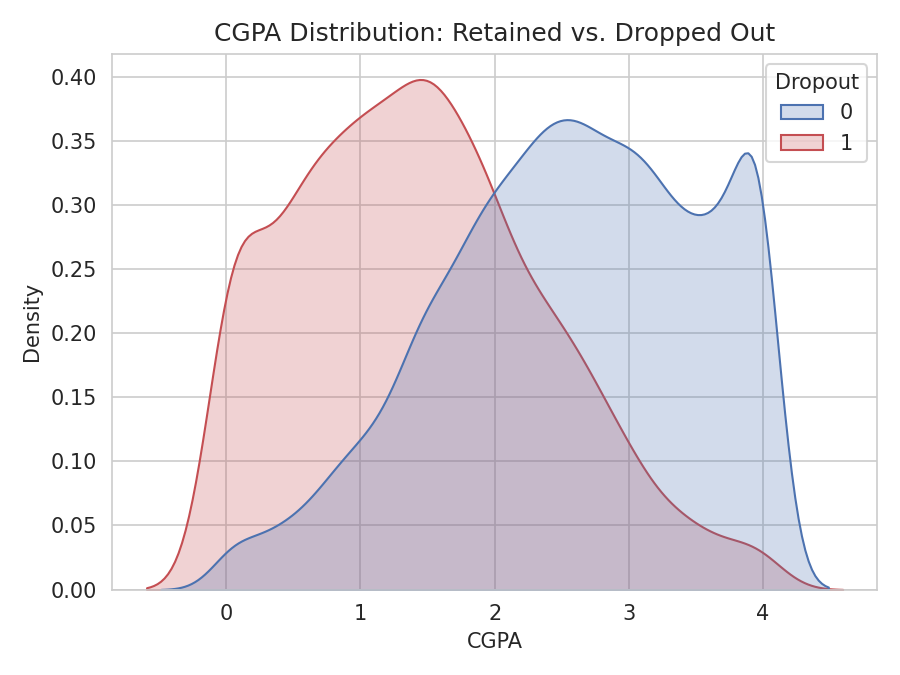 CGPA Distribution: Retained vs. Dropped Out
Dropout
0
1
0.40
0.35
0.30
0.25
0.20
0.15
0.10
0.05
0.00
Density
0 1 2 3 4
CGPA